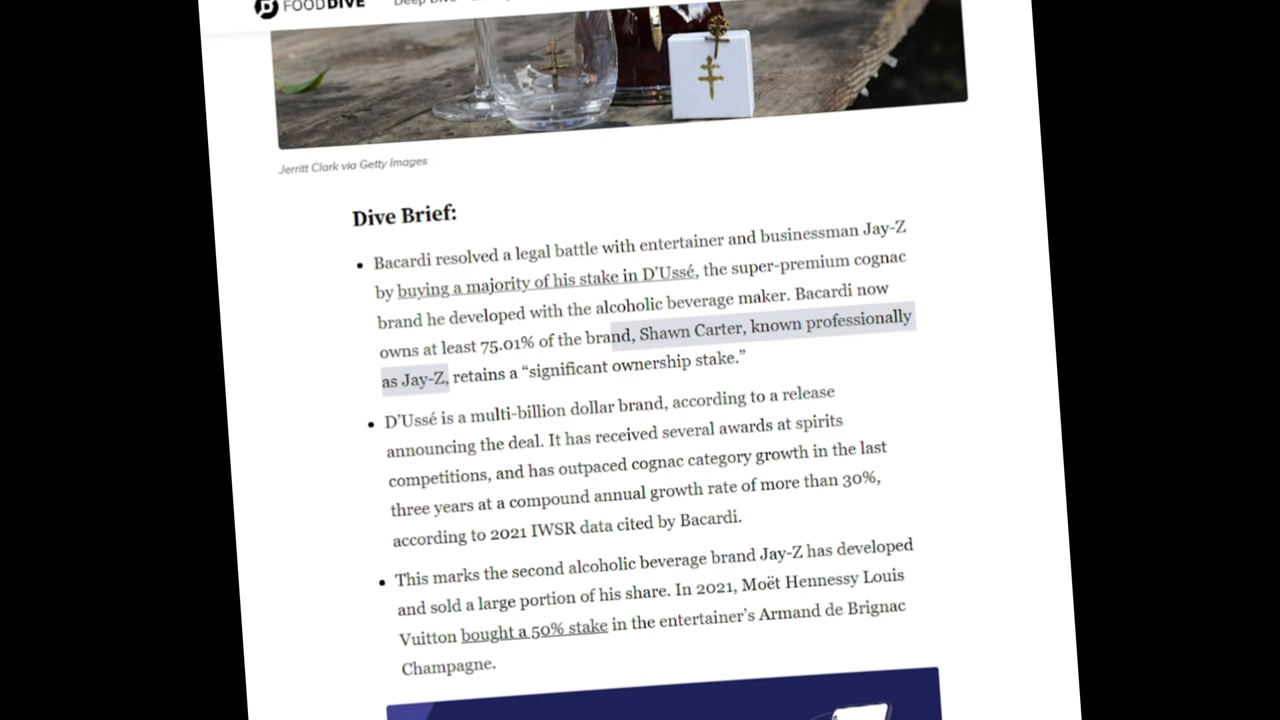 FOODDIVE
Jerritt Clark via Getty Images
Dive Brief:
• Bacardi resolved a legal battle with entertainer and businessman Jay-Z
by buying a majority of his stake in D’Ussé, the super-premium cognac
brand he developed with the alcoholic beverage maker. Bacardi now
owns at least 75.01% of the brand, Shawn Carter, known professionally
as Jay-Z, retains a “significant ownership stake.”
• D’Ussé is a multi-billion dollar brand, according to a release
announcing the deal. It has received several awards at spirits
competitions, and has outpaced cognac category growth in the last
three years at a compound annual growth rate of more than 30%,
according to 2021 IWSR data cited by Bacardi.
• This marks the second alcoholic beverage brand Jay-Z has developed
and sold a large portion of his share. In 2021, Moët Hennessy Louis
Vuitton bought a 50% stake in the entertainer’s Armand de Brignac
Champagne.